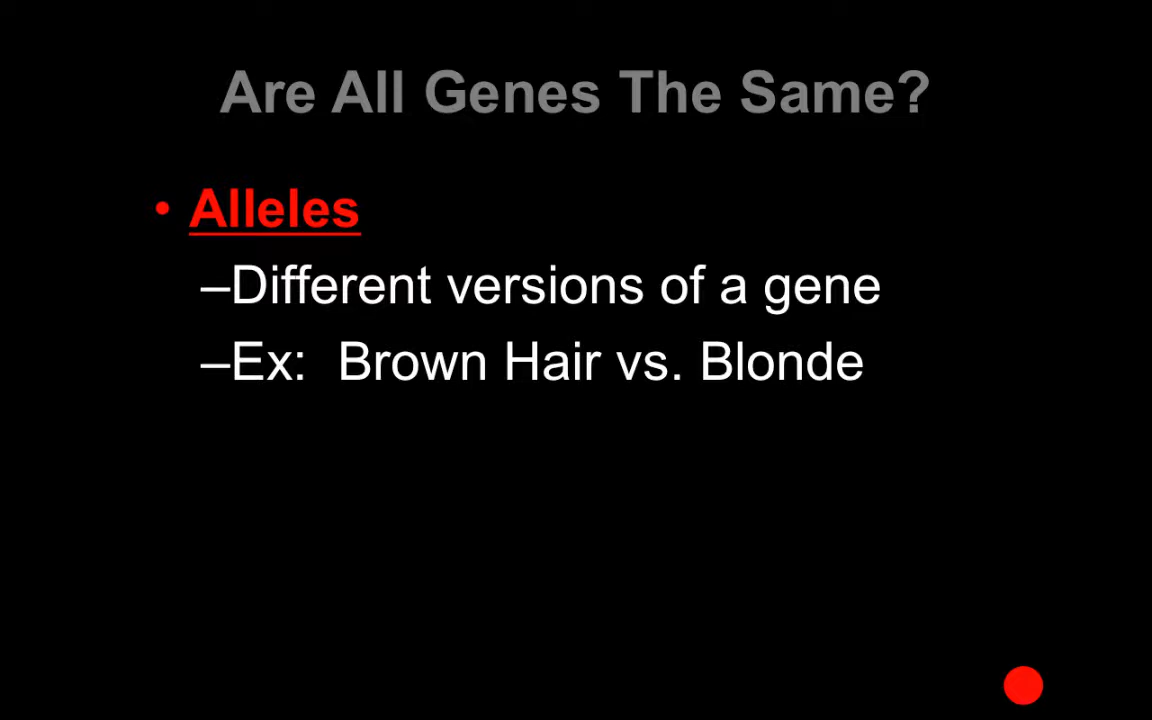 Are All Genes The Same?
• Alleles
–Different versions of a gene
–Ex:  Brown Hair vs. Blonde